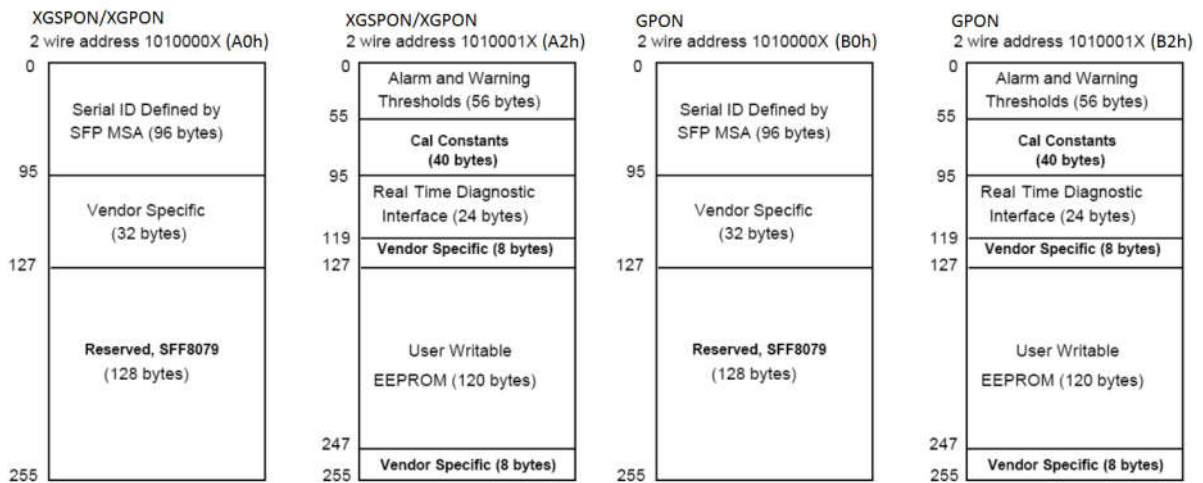 XGSPON/XGPON
2 wire address 1010000X (A0h)
0
Serial ID Defined by
SFP MSA (96 bytes)
95
Vendor Specific
(32 bytes)
127
Reserved, SFF8079
(128 bytes)
255
XGSPON/XGPON
2 wire address 1010001X (A2h)
0
Alarm and Warning
Thresholds (56 bytes)
55
Cal Constants
(40 bytes)
95
Real Time Diagnostic
Interface (24 bytes)
119
Vendor Specific (8 bytes)
127
User Writable
EEPROM (120 bytes)
247
Vendor Specific (8 bytes)
255
GPON
2 wire address 1010000X (B0h)
0
Serial ID Defined by
SFP MSA (96 bytes)
95
Vendor Specific
(32 bytes)
127
Reserved, SFF8079
(128 bytes)
255
GPON
2 wire address 1010001X (B2h)
0
Alarm and Warning
Thresholds (56 bytes)
55
Cal Constants
(40 bytes)
95
Real Time Diagnostic
Interface (24 bytes)
119
Vendor Specific (8 bytes)
127
User Writable
EEPROM (120 bytes)
247
Vendor Specific (8 bytes)
255